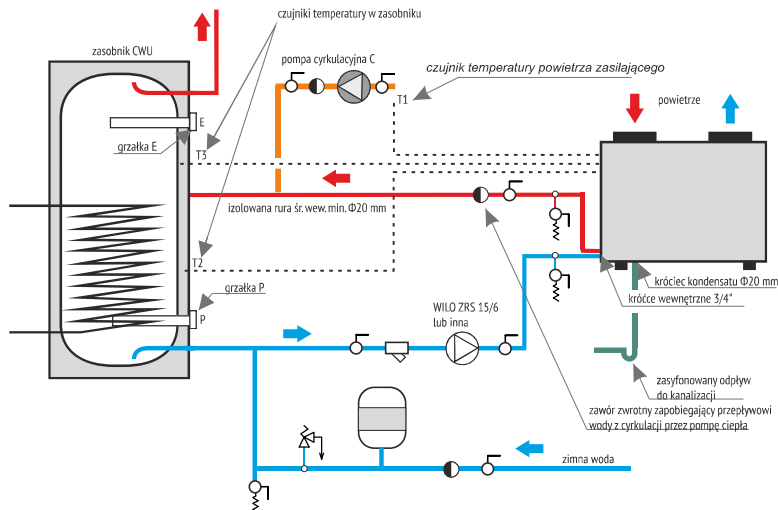 czujniki temperatury w zasobniku
zasobnik CWU
pompa cyrkulacyjna C
czujnik temperatury powietrza zasilającego
T1
powietrze
E
grzałka E
T3
izolowana rura śr. wew. min. Φ20 mm
T2
grzałka P
P
króciec kondensatu Φ20 mm
króćce wewnętrzne 3/4"
WILO ZRS 15/6
lub inna
zasyfonowany odpływ
do kanalizacji
zawór zwrotny zapobiegający przepływowi
wody z cyrkulacji przez pompę ciepła
zimna woda